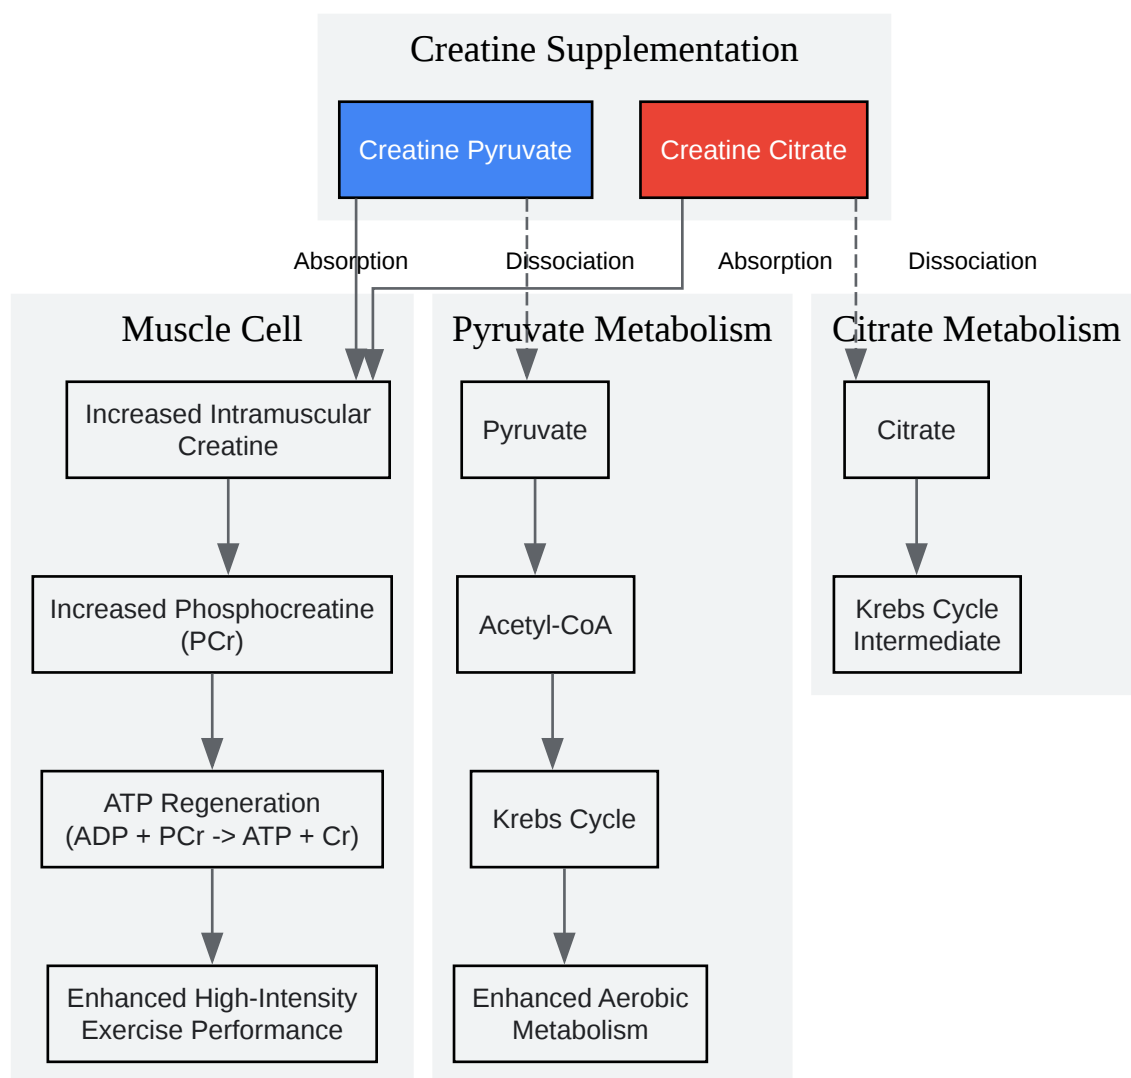 Creatine Supplementation
Creatine Pyruvate
Creatine Citrate
Absorption
Dissociation
Absorption
Dissociation
Muscle Cell
Pyruvate Metabolism
Citrate Metabolism
Increased Intramuscular
Creatine
Pyruvate
Citrate
Increased Phosphocreatine
(PCr)
Acetyl-CoA
Krebs Cycle
Intermediate
ATP Regeneration
(ADP + PCr -> ATP + Cr)
Krebs Cycle
Enhanced High-Intensity
Exercise Performance
Enhanced Aerobic
Metabolism